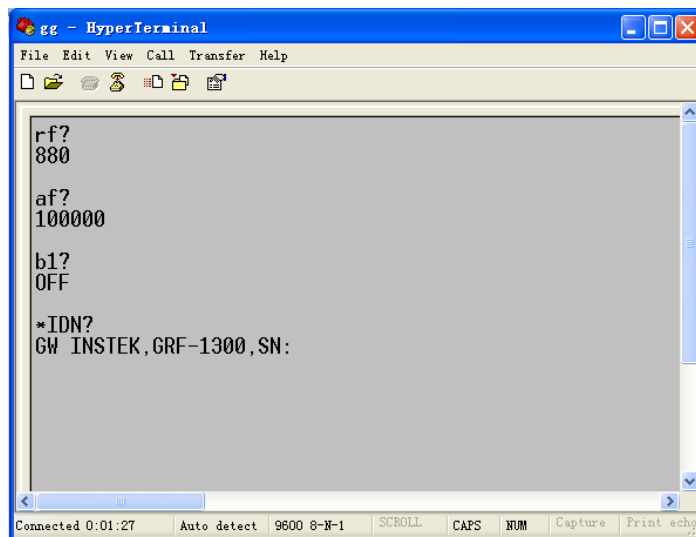 gg - HyperTerminal
File Edit View Call Transfer Help
rf?
880
af?
100000
b1?
OFF
*IDN?
GW INSTEK,GRF-1300,SN:
Connected 0:01:27 Auto detect 9600 8-N-1 SCROLL CAPS NUM Capture Print echo